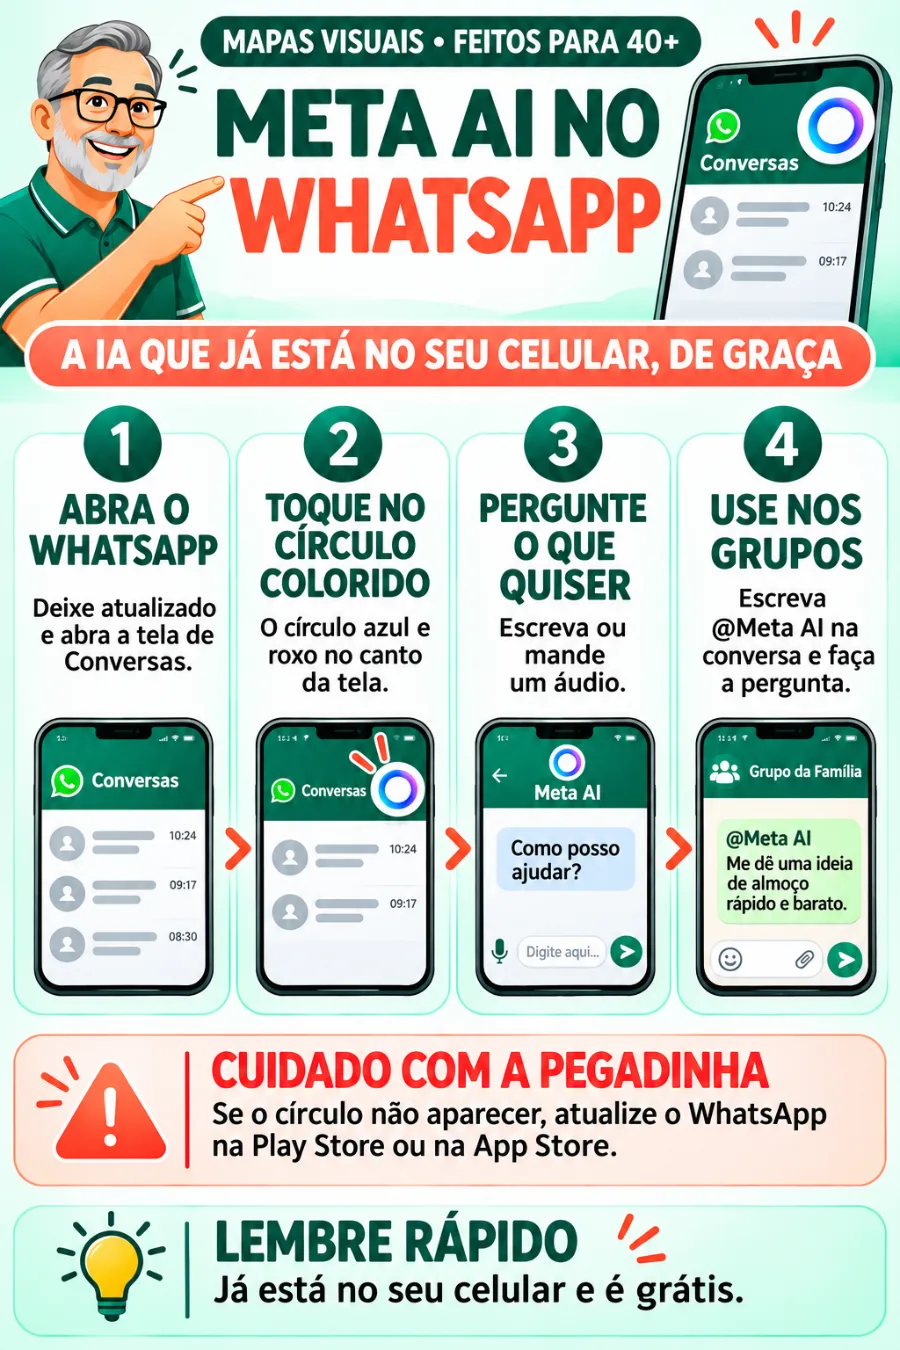 MAPAS VISUAIS • FEITOS PARA 40+
META AI NO
WHATSAPP
Conversas
10:24
09:17
A IA QUE JÁ ESTÁ NO SEU CELULAR, DE GRAÇA
1
ABRA O
WHATSAPP
Deixe atualizado
e abra a tela de
Conversas.
Conversas
10:24
09:17
08:30
2
TOQUE NO
CÍRCULO
COLORIDO
O círculo azul e
roxo no canto
da tela.
Conversas
10:24
09:17
3
PERGUNTE
O QUE
QUISER
Escreva ou
mande
um áudio.
Meta AI
Como posso
ajudar?
Digite aqui...
4
USE NOS
GRUPOS
Escreva
@Meta AI na
conversa e faça
a pergunta.
Grupo da Família
@Meta AI
Me dê uma ideia
de almoço
rápido e barato.
CUIDADO COM A PEGADINHA
Se o círculo não aparecer, atualize o WhatsApp
na Play Store ou na App Store.
LEMBRE RÁPIDO
Já está no seu celular e é grátis.